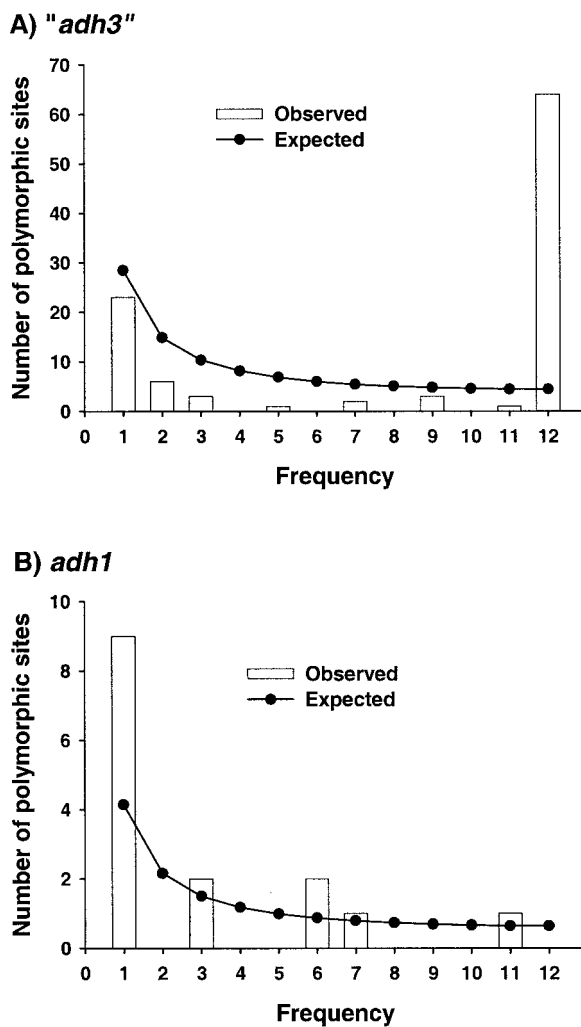 A) "adh3"
70
60
50
40
30
20
10
0
Number of polymorphic sites
Observed
Expected
0 1 2 3 4 5 6 7 8 9 10 11 12
Frequency
B) adh1
10
8
6
4
2
0
Number of polymorphic sites
Observed
Expected
0 1 2 3 4 5 6 7 8 9 10 11 12
Frequency